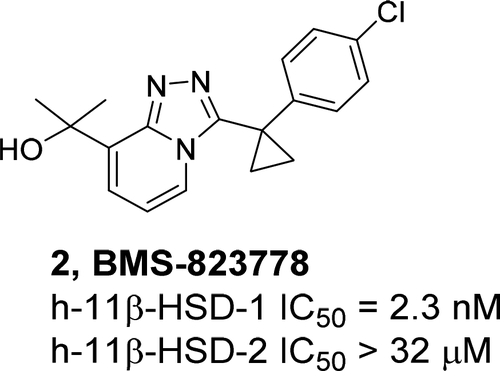 Cl
N
N
N
HO
2, BMS-823778
h-11β-HSD-1 IC50 = 2.3 nM
h-11β-HSD-2 IC50 > 32 μM